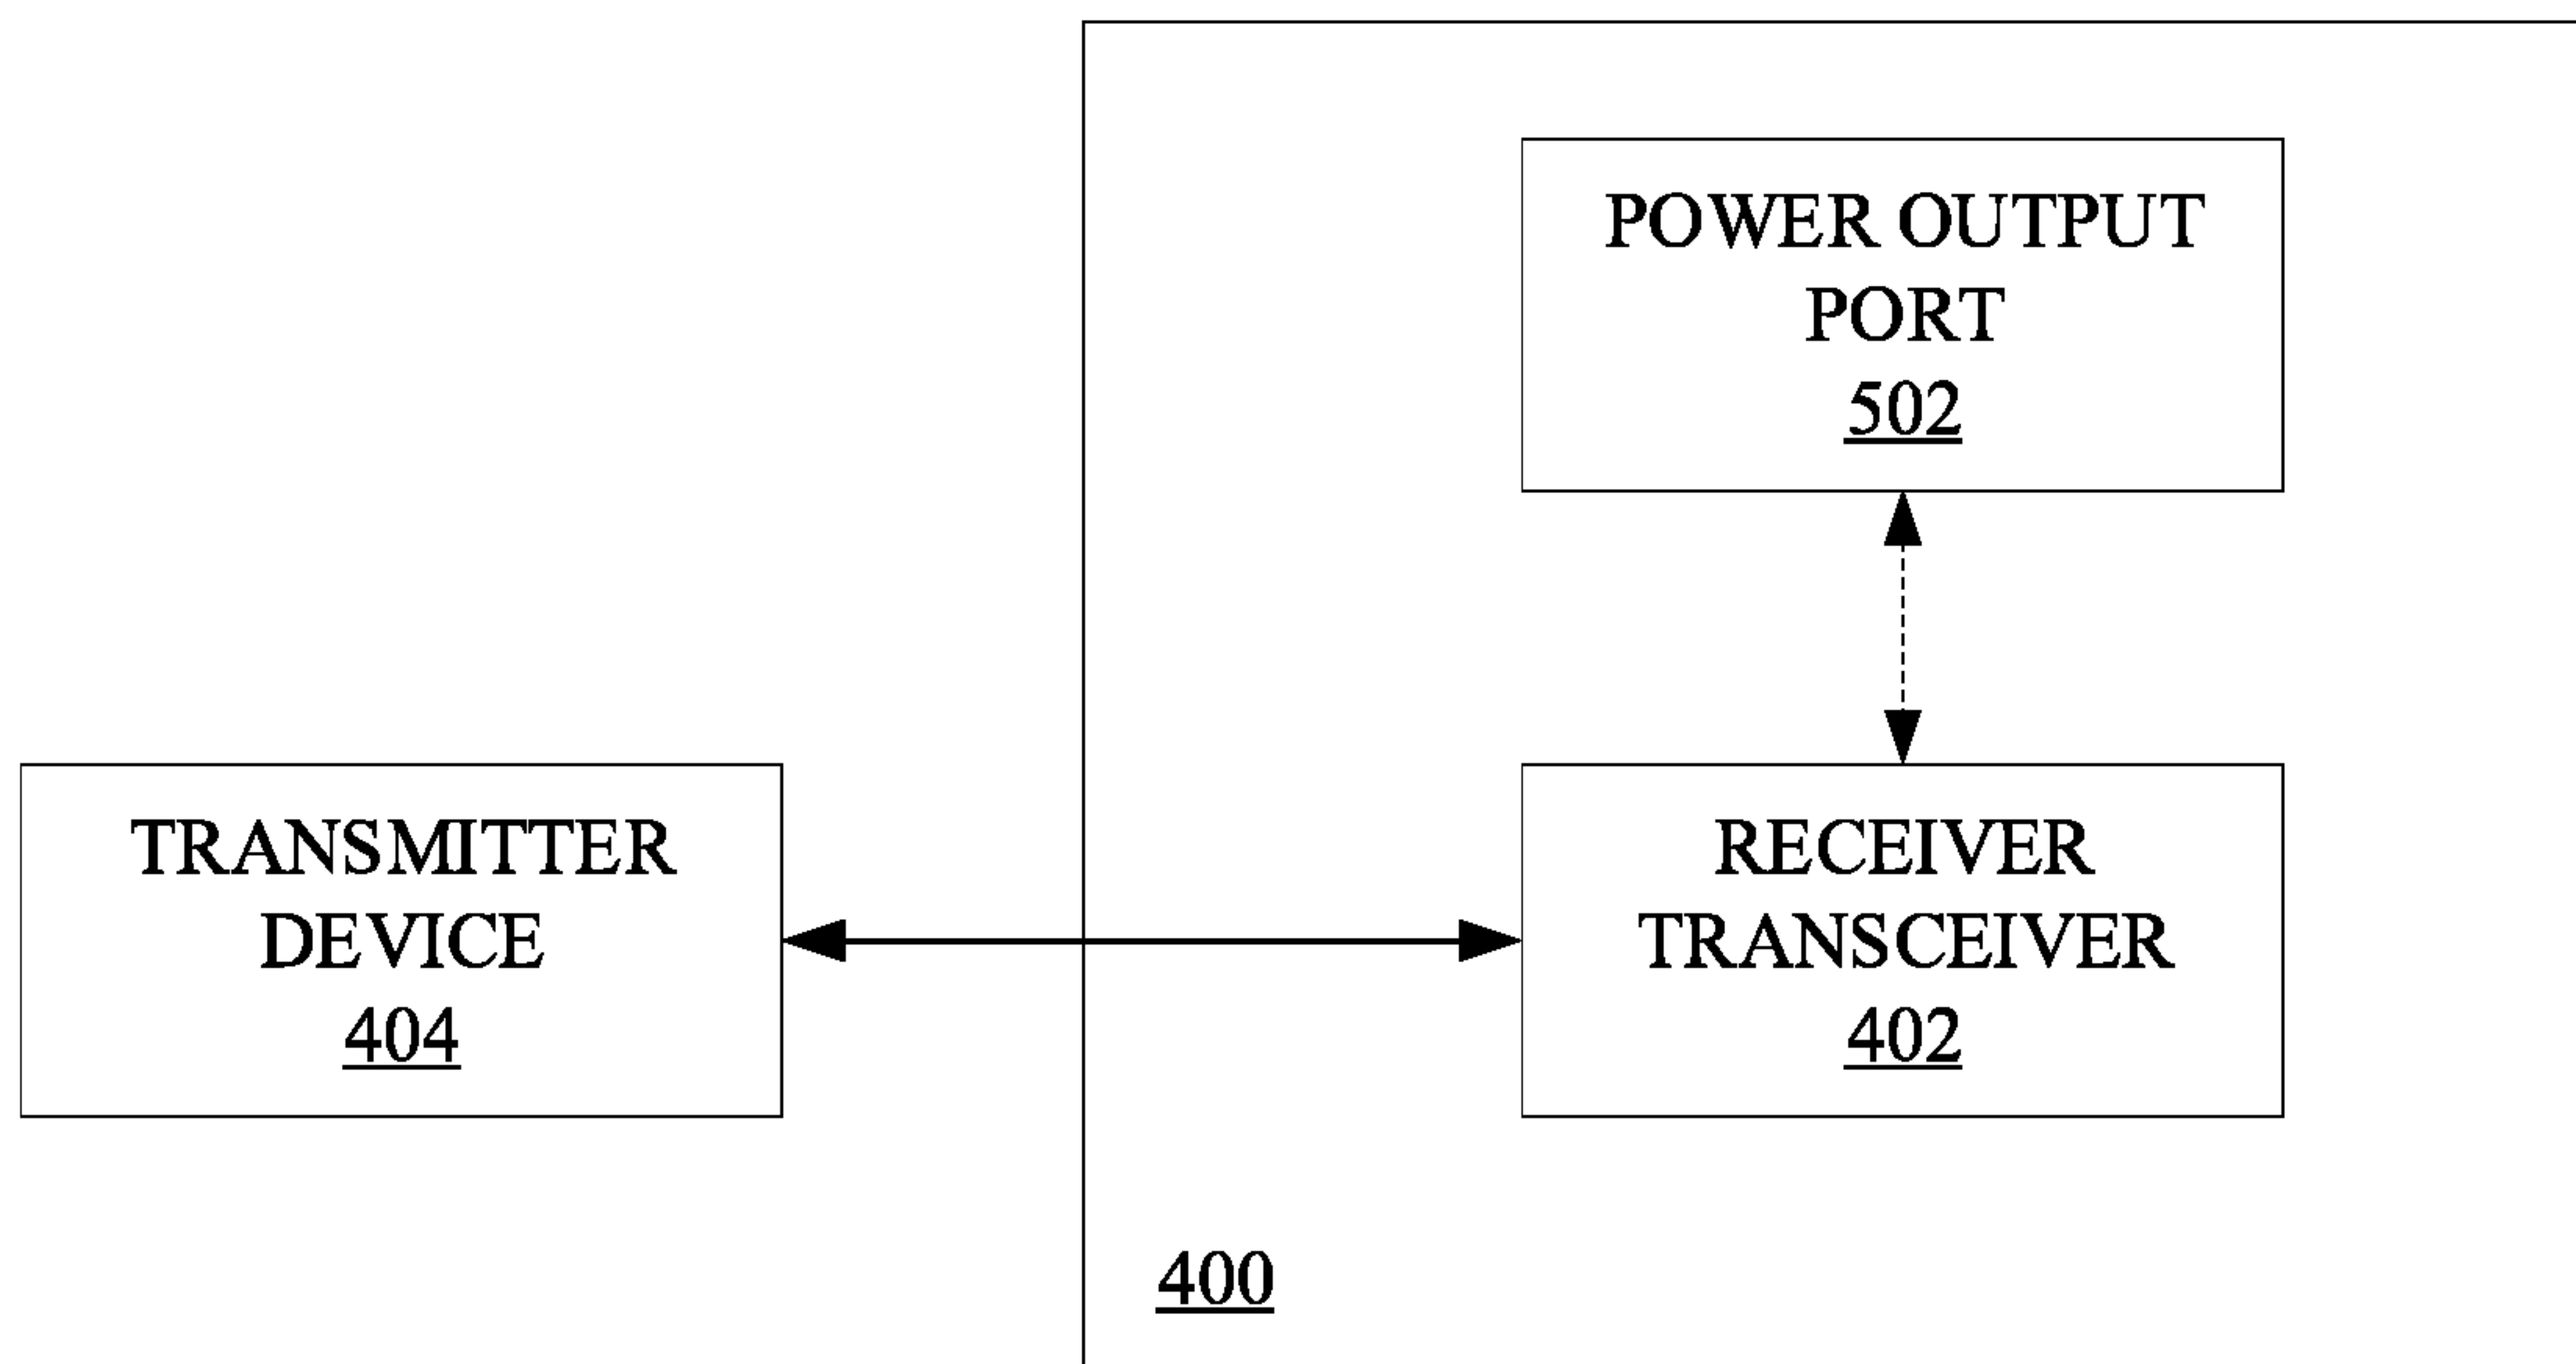 POWER OUTPUT
PORT
502
TRANSMITTER
DEVICE
404
RECEIVER
TRANSCEIVER
402
400